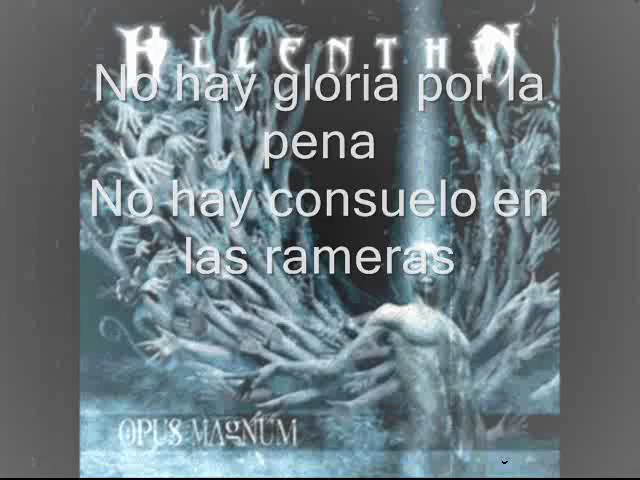 HOLLENTHON
No hay gloria por la
pena
No hay consuelo en
las rameras
OPUS MAGNUM